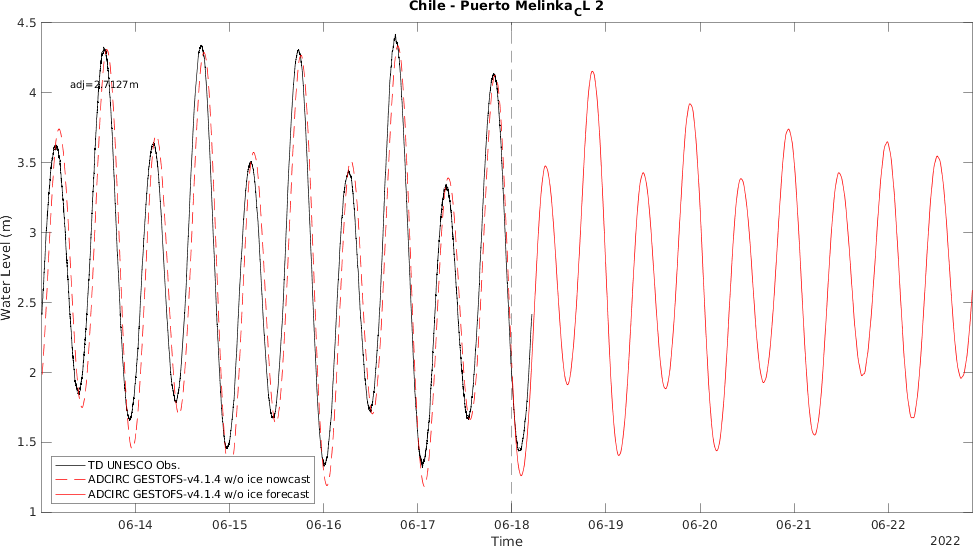 Chile - Puerto Melinka_CL 2
4.5
4
3.5
3
2.5
2
1.5
1
Water Level (m)
adj=2.7127m
TD UNESCO Obs.
ADCIRC GESTOFS-v4.1.4 w/o ice nowcast
ADCIRC GESTOFS-v4.1.4 w/o ice forecast
06-14 06-15 06-16 06-17 06-18 06-19 06-20 06-21 06-22
Time
2022